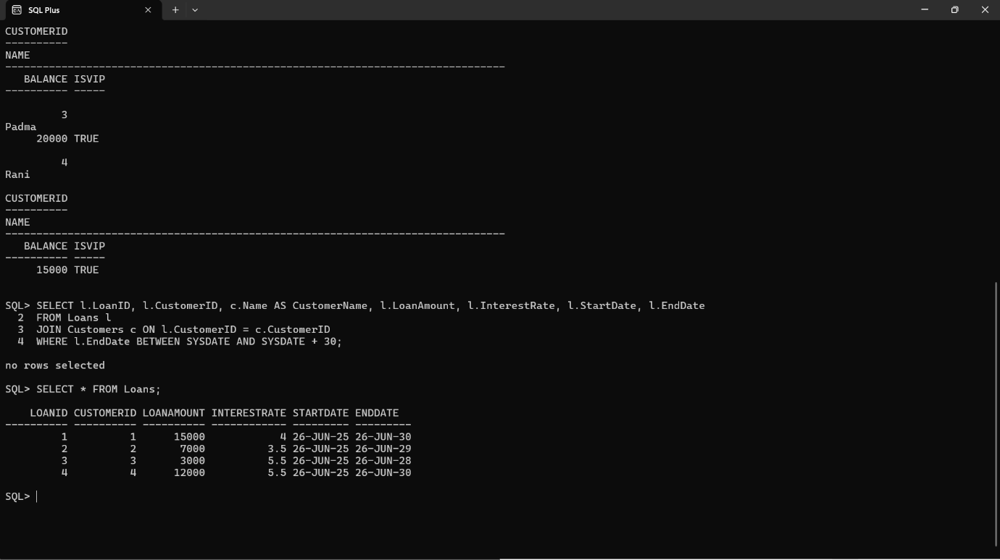 SQL Plus
CUSTOMERID
----------
NAME
--------------------------------------------------------------------------------
   BALANCE ISVIP
---------- -----

         3
Padma
     20000 TRUE

         4
Rani

CUSTOMERID
----------
NAME
--------------------------------------------------------------------------------
   BALANCE ISVIP
---------- -----
     15000 TRUE


SQL> SELECT l.LoanID, l.CustomerID, c.Name AS CustomerName, l.LoanAmount, l.InterestRate, l.StartDate, l.EndDate
  2  FROM Loans l
  3  JOIN Customers c ON l.CustomerID = c.CustomerID
  4  WHERE l.EndDate BETWEEN SYSDATE AND SYSDATE + 30;

no rows selected

SQL> SELECT * FROM Loans;

    LOANID CUSTOMERID LOANAMOUNT INTERESTRATE STARTDATE ENDDATE
---------- ---------- ---------- ------------ --------- ---------
         1          1      15000            4 26-JUN-25 26-JUN-30
         2          2       7000          3.5 26-JUN-25 26-JUN-29
         3          3       3000          5.5 26-JUN-25 26-JUN-28
         4          4      12000          5.5 26-JUN-25 26-JUN-30

SQL>